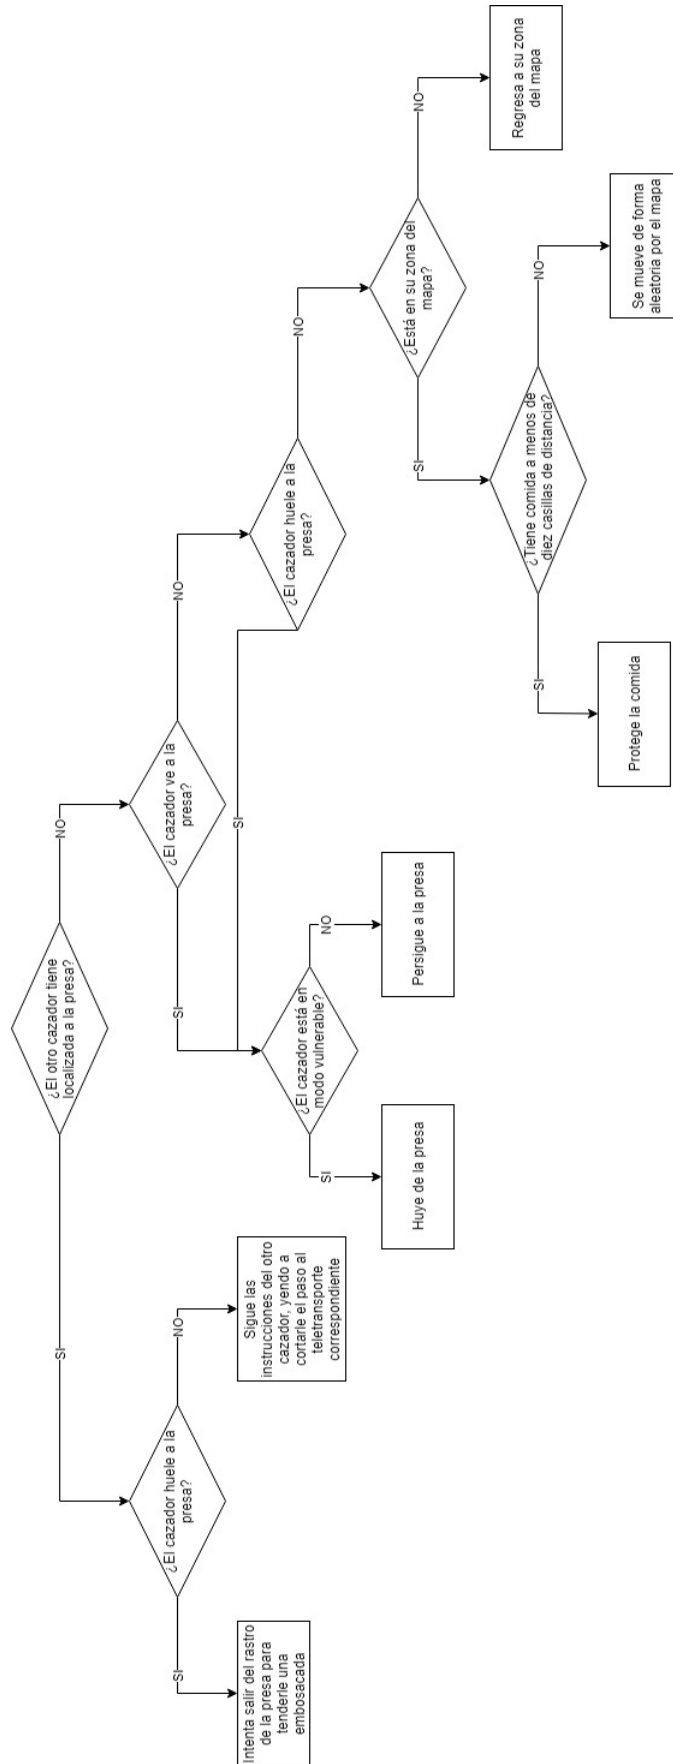 ¿El otro cazador tiene
localizada a la presa?
SI
NO
¿El cazador huele a la
presa?
SI
NO
Intenta salir del rastro
de la presa para
tenderle una
embosacada
Sigue las
instrucciones del otro
cazador, yendo a
cortarle el paso al
teletransporte
correspondiente
¿El cazador ve a la
presa?
SI
NO
¿El cazador está en
modo vulnerable?
SI
NO
Huye de la presa
Persigue a la presa
¿El cazador huele a la
presa?
SI
NO
¿Está en su zona del
mapa?
SI
NO
Regresa a su zona
del mapa
¿Tiene comida a menos de
diez casillas de distancia?
SI
NO
Protege la comida
Se mueve de forma
aleatoria por el mapa